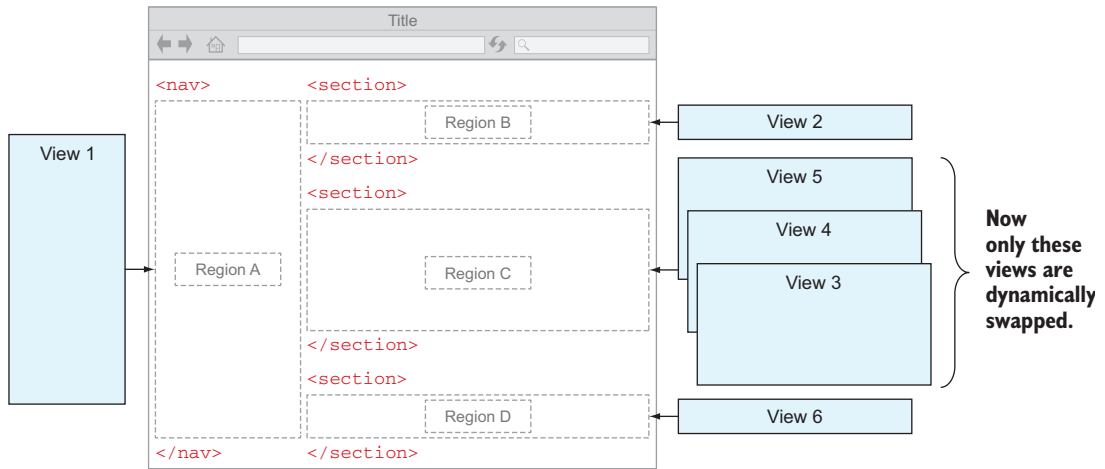 Title
<nav>
<section>
Region B
View 2
</section>
View 1
View 5
<section>
Now
only these
views are
dynamically
swapped.
View 4
Region A
Region C
View 3
</section>
<section>
Region D
View 6
</nav>
</section>